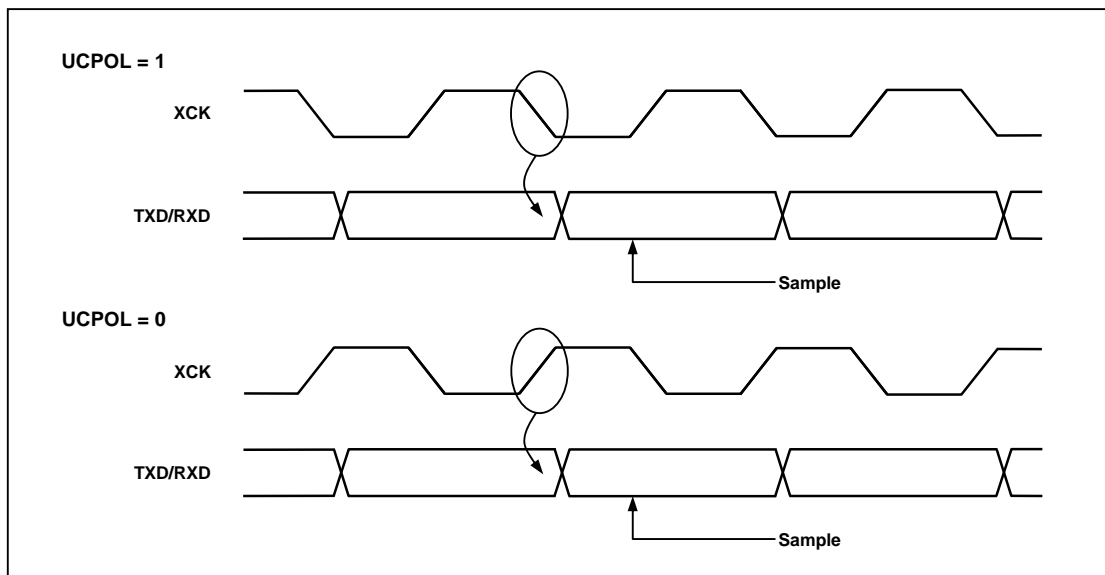 UCPOL = 1
XCK
TXD/RXD
Sample
UCPOL = 0
XCK
TXD/RXD
Sample